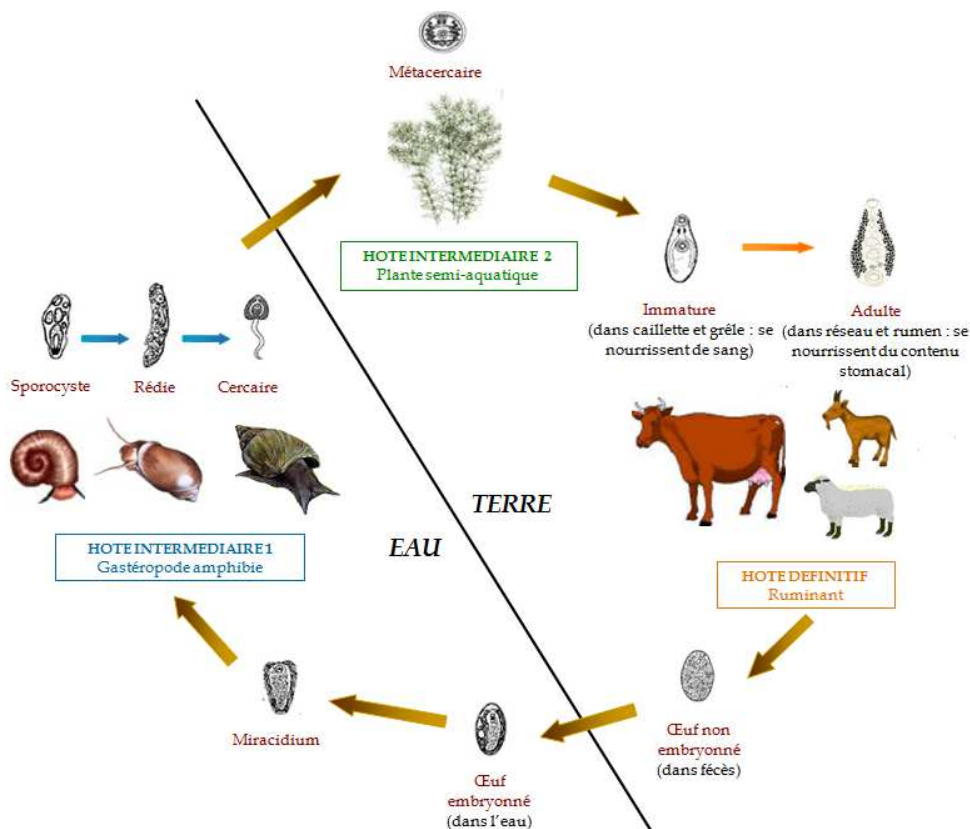 Métacercaire
HOTE INTERMEDIAIRE 2
Plante semi-aquatique
Immature
(dans caillette et grêle : se
nourrissent de sang)
Adulte
(dans réseau et rumen : se
nourrissent du contenu
stomacal)
Sporocyste
Rédie
Cercaire
TERRE
EAU
HOTE INTERMEDIAIRE 1
Gastéropode amphibie
HOTE DEFINITIF
Ruminant
Miracidium
Œuf
embryonné
(dans l'eau)
Œuf non
embryonné
(dans fécès)